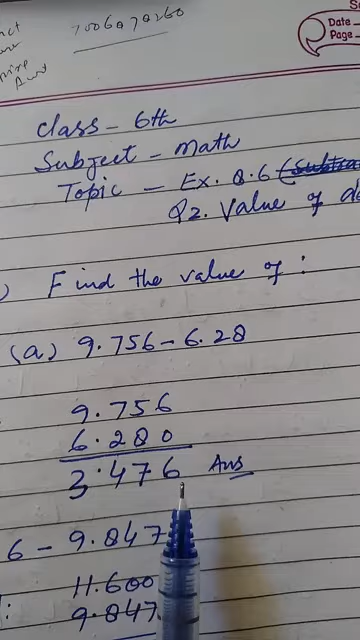 7006070260
Date
Page
Class - 6th
Subject - Math
Topic - Ex. 8.6
Q2. Value of
Find the value of :
(a) 9.756 - 6.28
9.756
6.280
3.476 Ans
6 - 9.847
11.600
9.847